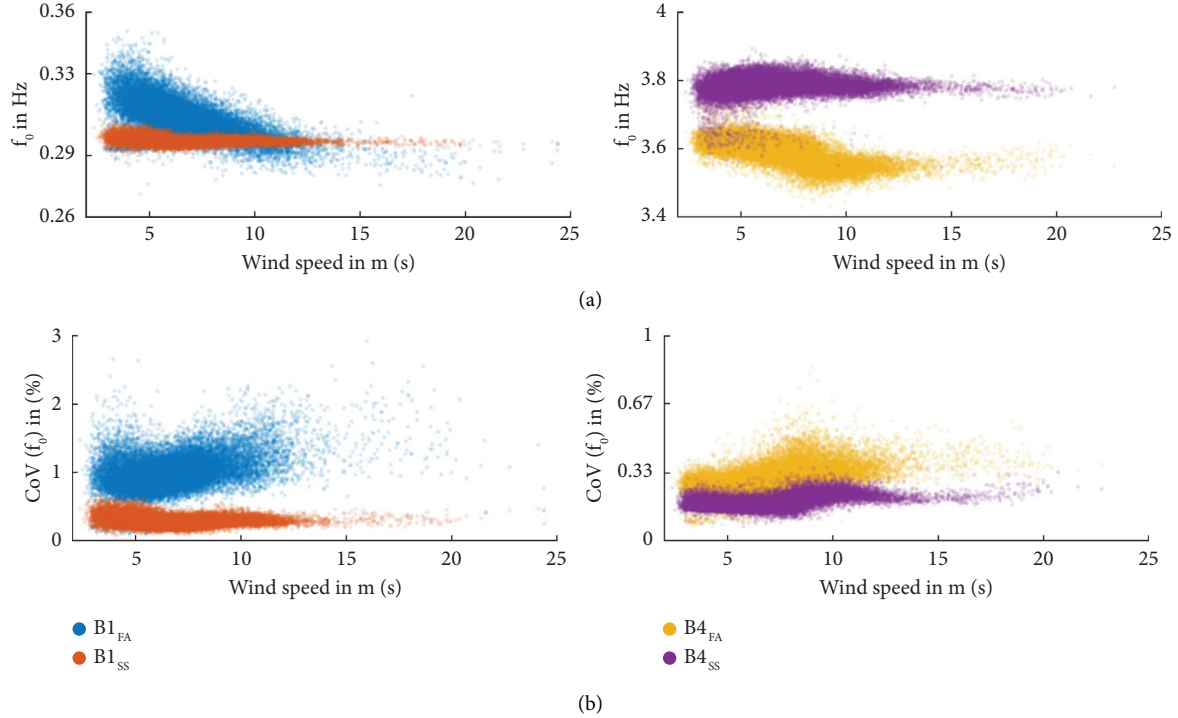 0.36
0.33
0.29
0.26
f₀ in Hz
5 10 15 20 25
Wind speed in m (s)
4
3.8
3.6
3.4
f₀ in Hz
5 10 15 20 25
Wind speed in m (s)
(a)
3
2
1
0
CoV (f₀) in (%)
5 10 15 20 25
Wind speed in m (s)
B1FA
B1SS
1
0.67
0.33
0
CoV (f₀) in (%)
5 10 15 20 25
Wind speed in m (s)
B4FA
B4SS
(b)